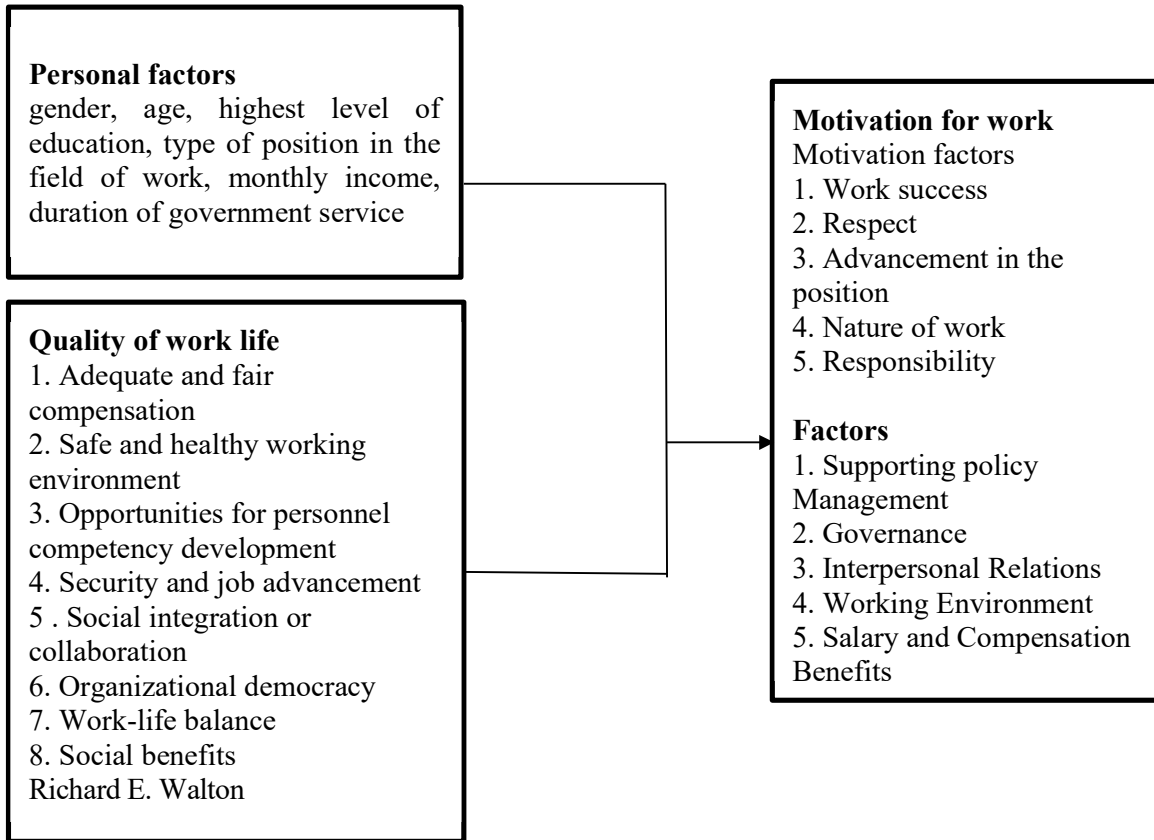 Personal factors
gender, age, highest level of
education, type of position in the
field of work, monthly income,
duration of government service
Quality of work life
1. Adequate and fair
compensation
2. Safe and healthy working
environment
3. Opportunities for personnel
competency development
4. Security and job advancement
5 . Social integration or
collaboration
6. Organizational democracy
7. Work-life balance
8. Social benefits
Richard E. Walton
Motivation for work
Motivation factors
1. Work success
2. Respect
3. Advancement in the
position
4. Nature of work
5. Responsibility
Factors
1. Supporting policy
Management
2. Governance
3. Interpersonal Relations
4. Working Environment
5. Salary and Compensation
Benefits